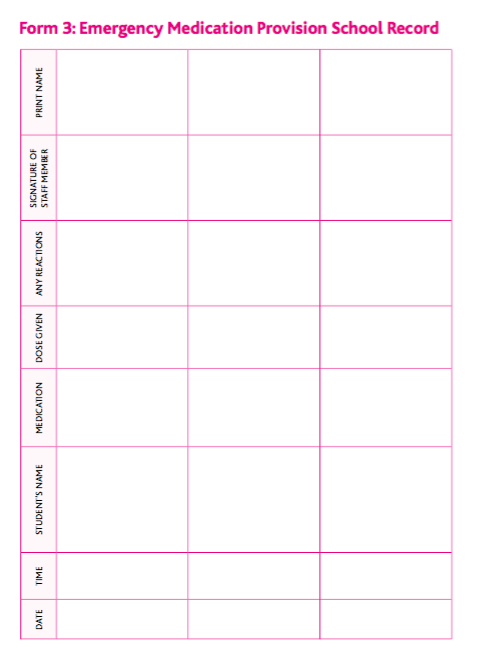 Form 3: Emergency Medication Provision School Record
PRINT NAME
SIGNATURE OF
STAFF MEMBER
ANY REACTIONS
DOSE GIVEN
MEDICATION
STUDENT'S NAME
TIME
DATE